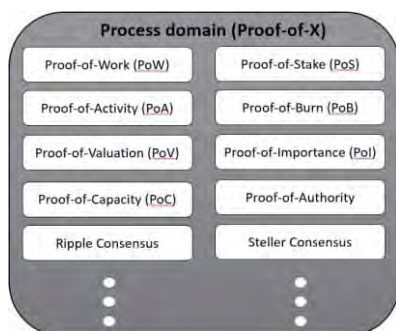 Process domain (Proof-of-X)
Proof-of-Work (PoW)
Proof-of-Stake (PoS)
Proof-of-Activity (PoA)
Proof-of-Burn (PoB)
Proof-of-Valuation (PoV)
Proof-of-Importance (PoI)
Proof-of-Capacity (PoC)
Proof-of-Authority
Ripple Consensus
Steller Consensus